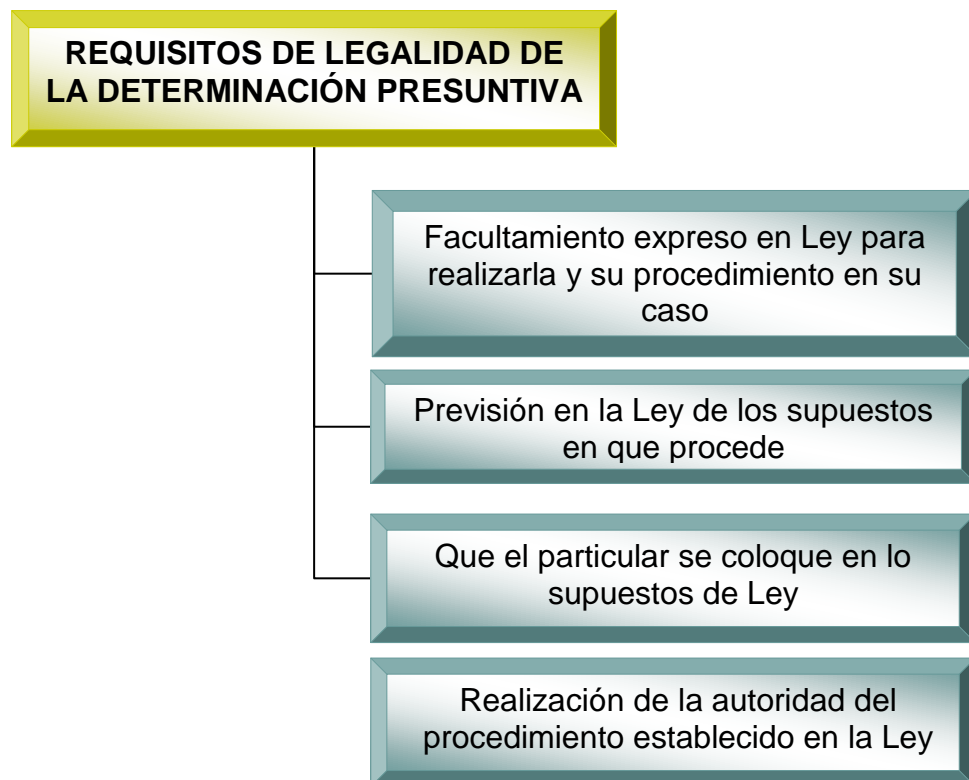 REQUISITOS DE LEGALIDAD DE
LA DETERMINACIÓN PRESUNTIVA
Facultamiento expreso en Ley para
realizarla y su procedimiento en su
caso
Previsión en la Ley de los supuestos
en que procede
Que el particular se coloque en lo
supuestos de Ley
Realización de la autoridad del
procedimiento establecido en la Ley